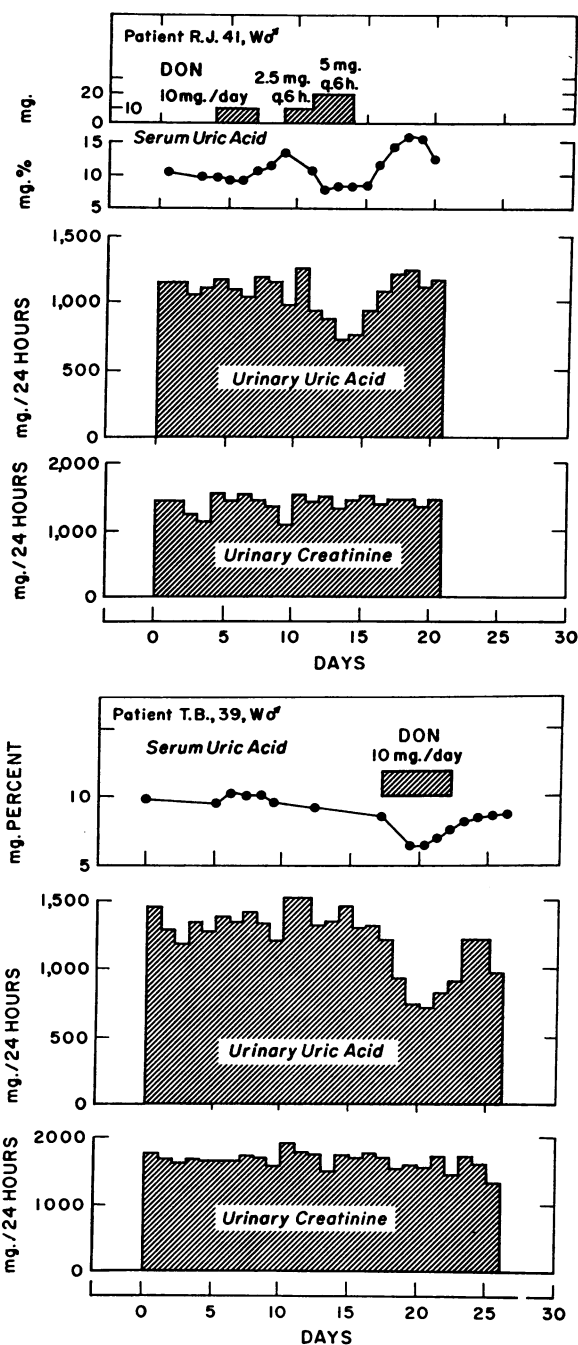 Patient R.J. 41, Wo♂
DON
10 mg./day
2.5 mg.
q.6 h.
5 mg.
q.6 h.
mg.
20
10
0
Serum Uric Acid
mg. %
15
10
5
mg./24 HOURS
1,500
1,000
500
0
Urinary Uric Acid
mg./24 HOURS
2,000
1,000
0
Urinary Creatinine
0 5 10 15 20 25 30
DAYS
Patient T.B., 39, Wo♂
Serum Uric Acid
DON
10 mg./day
mg. PERCENT
10
5
mg./24 HOURS
1,500
1,000
500
0
Urinary Uric Acid
mg./24 HOURS
2000
1000
0
Urinary Creatinine
0 5 10 15 20 25 30
DAYS